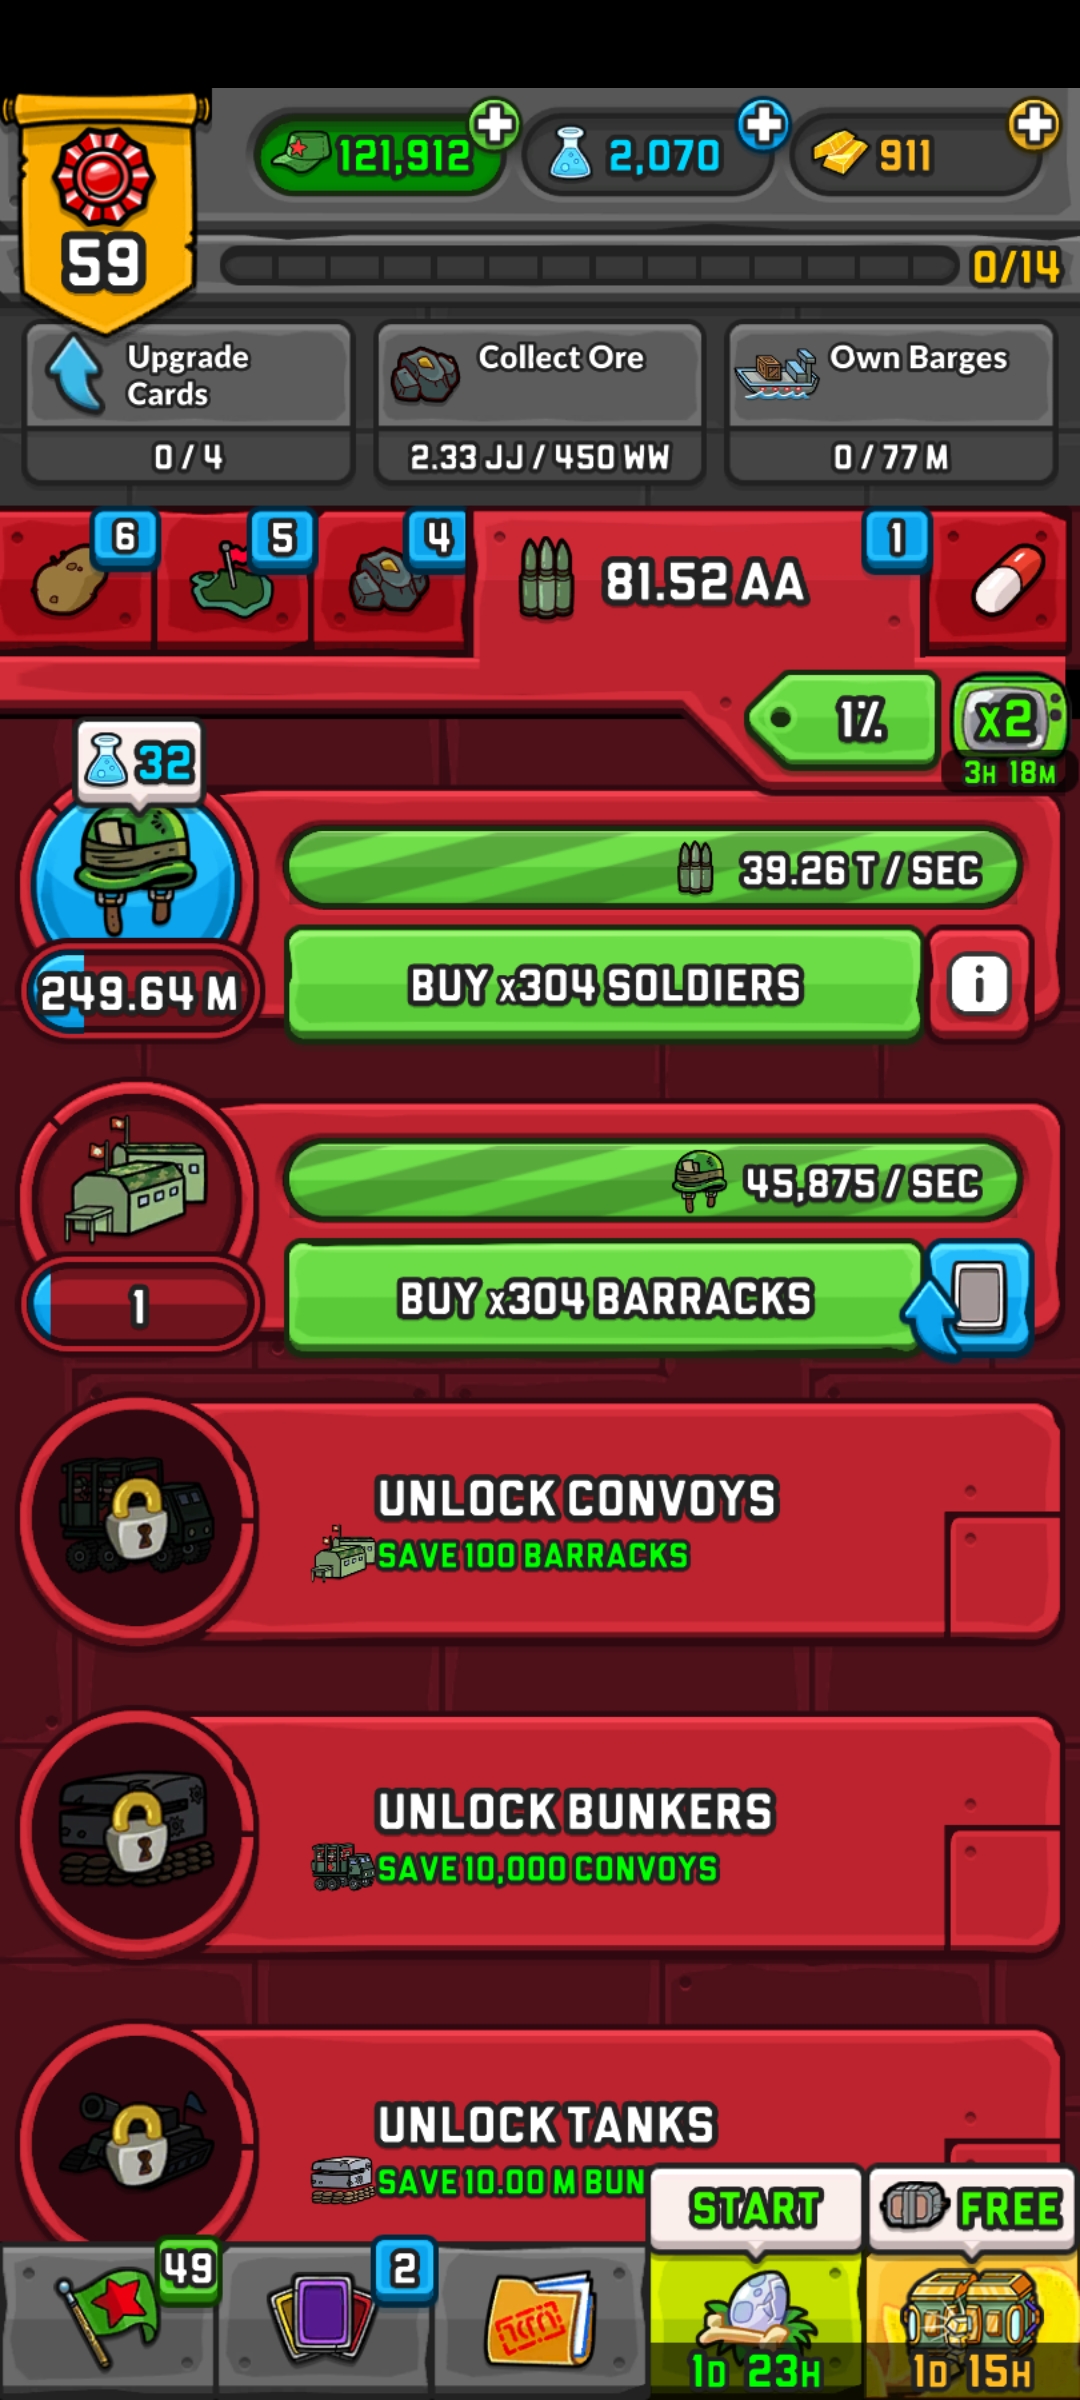 121,912
2,070
911
59
0/14
Upgrade
Cards
0 / 4
Collect Ore
2.33 JJ / 450 WW
Own Barges
0 / 77 M
6
5
4
81.52 AA
1
1%
x2
3H 18M
32
39.26 T / SEC
249.64 M
BUY x304 SOLDIERS
i
45,875 / SEC
1
BUY x304 BARRACKS
UNLOCK CONVOYS
SAVE 100 BARRACKS
UNLOCK BUNKERS
SAVE 10,000 CONVOYS
UNLOCK TANKS
SAVE 10.00 M BUN
START
FREE
49
2
1D 23H
1D 15H